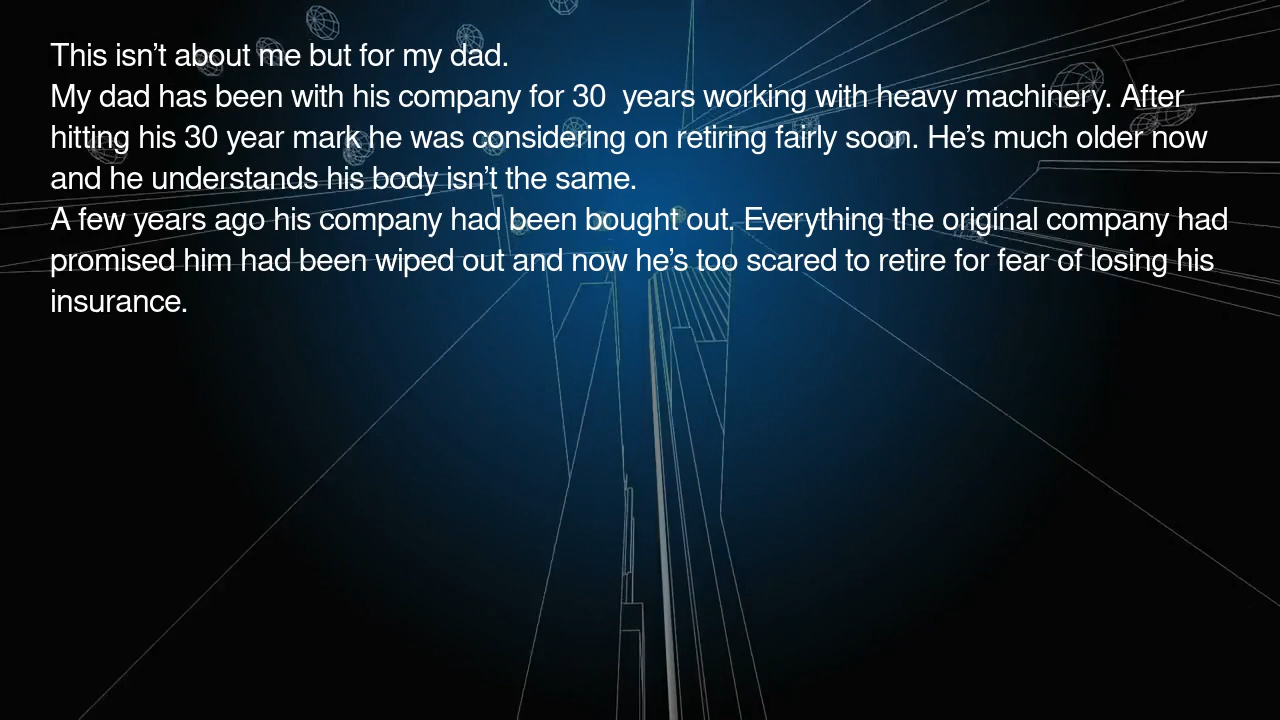 This isn’t about me but for my dad.
My dad has been with his company for 30  years working with heavy machinery. After
hitting his 30 year mark he was considering on retiring fairly soon. He’s much older now
and he understands his body isn’t the same.
A few years ago his company had been bought out. Everything the original company had
promised him had been wiped out and now he’s too scared to retire for fear of losing his
insurance.